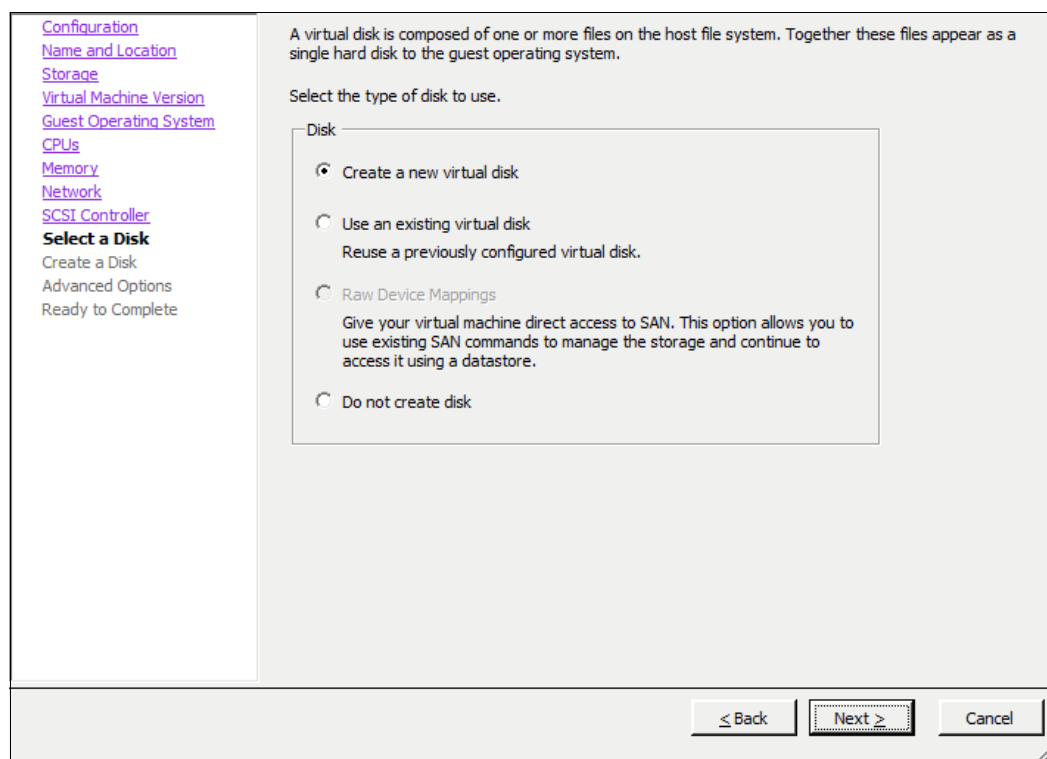 Configuration
Name and Location
Storage
Virtual Machine Version
Guest Operating System
CPUs
Memory
Network
SCSI Controller
Select a Disk
Create a Disk
Advanced Options
Ready to Complete
A virtual disk is composed of one or more files on the host file system. Together these files appear as a
single hard disk to the guest operating system.
Select the type of disk to use.
Disk
Create a new virtual disk
Use an existing virtual disk
Reuse a previously configured virtual disk.
Raw Device Mappings
Give your virtual machine direct access to SAN. This option allows you to
use existing SAN commands to manage the storage and continue to
access it using a datastore.
Do not create disk
< Back
Next >
Cancel